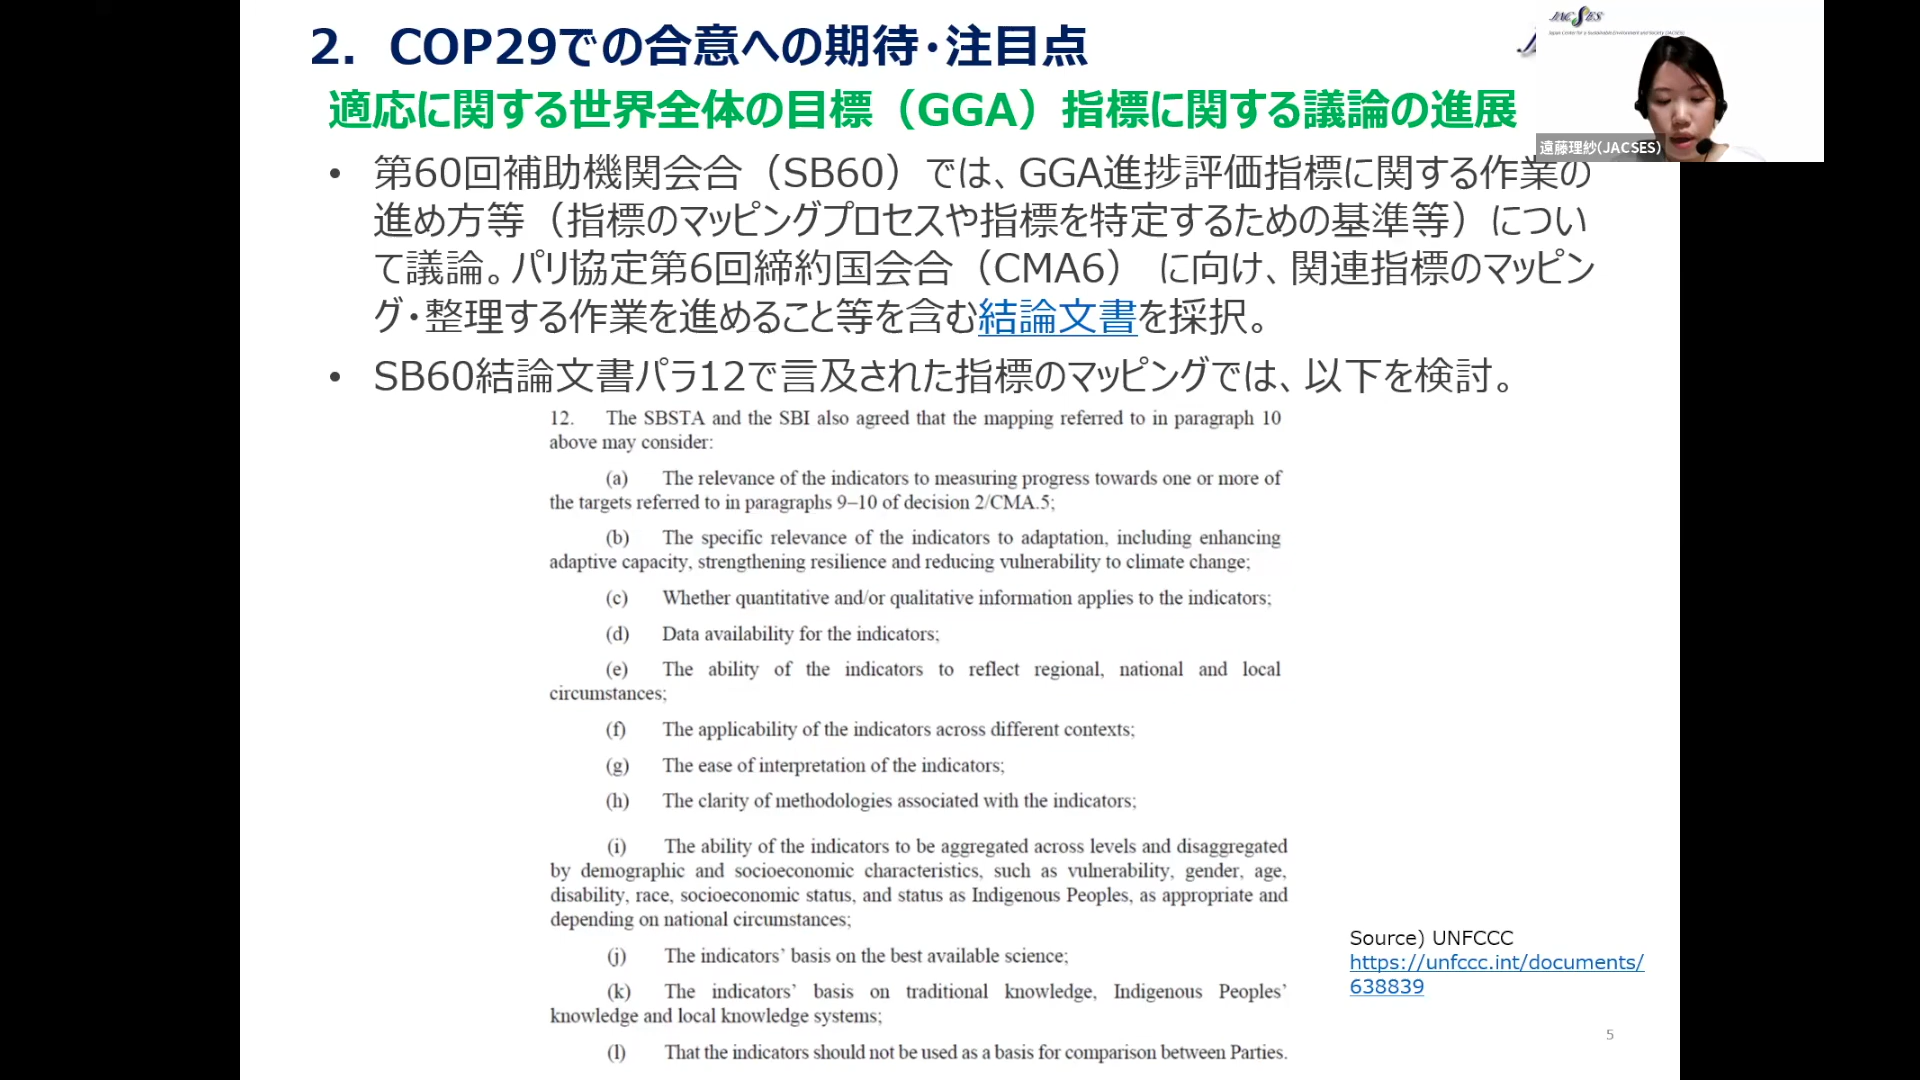 2. COP29での合意への期待・注目点
JACSES
遠藤理紗(JACSES)
適応に関する世界全体の目標（GGA）指標に関する議論の進展
• 第60回補助機関会合（SB60）では、GGA進捗評価指標に関する作業の
進め方等（指標のマッピングプロセスや指標を特定するための基準等）につい
て議論。パリ協定第6回締約国会合（CMA6） に向け、関連指標のマッピン
グ・整理する作業を進めること等を含む結論文書を採択。
• SB60結論文書パラ12で言及された指標のマッピングでは、以下を検討。
12. The SBSTA and the SBI also agreed that the mapping referred to in paragraph 10
above may consider:
(a) The relevance of the indicators to measuring progress towards one or more of
the targets referred to in paragraphs 9–10 of decision 2/CMA.5;
(b) The specific relevance of the indicators to adaptation, including enhancing
adaptive capacity, strengthening resilience and reducing vulnerability to climate change;
(c) Whether quantitative and/or qualitative information applies to the indicators;
(d) Data availability for the indicators;
(e) The ability of the indicators to reflect regional, national and local
circumstances;
(f) The applicability of the indicators across different contexts;
(g) The ease of interpretation of the indicators;
(h) The clarity of methodologies associated with the indicators;
(i) The ability of the indicators to be aggregated across levels and disaggregated
by demographic and socioeconomic characteristics, such as vulnerability, gender, age,
disability, race, socioeconomic status, and status as Indigenous Peoples, as appropriate and
depending on national circumstances;
(j) The indicators’ basis on the best available science;
(k) The indicators’ basis on traditional knowledge, Indigenous Peoples’
knowledge and local knowledge systems;
(l) That the indicators should not be used as a basis for comparison between Parties.
Source) UNFCCC
https://unfccc.int/documents/
638839
5